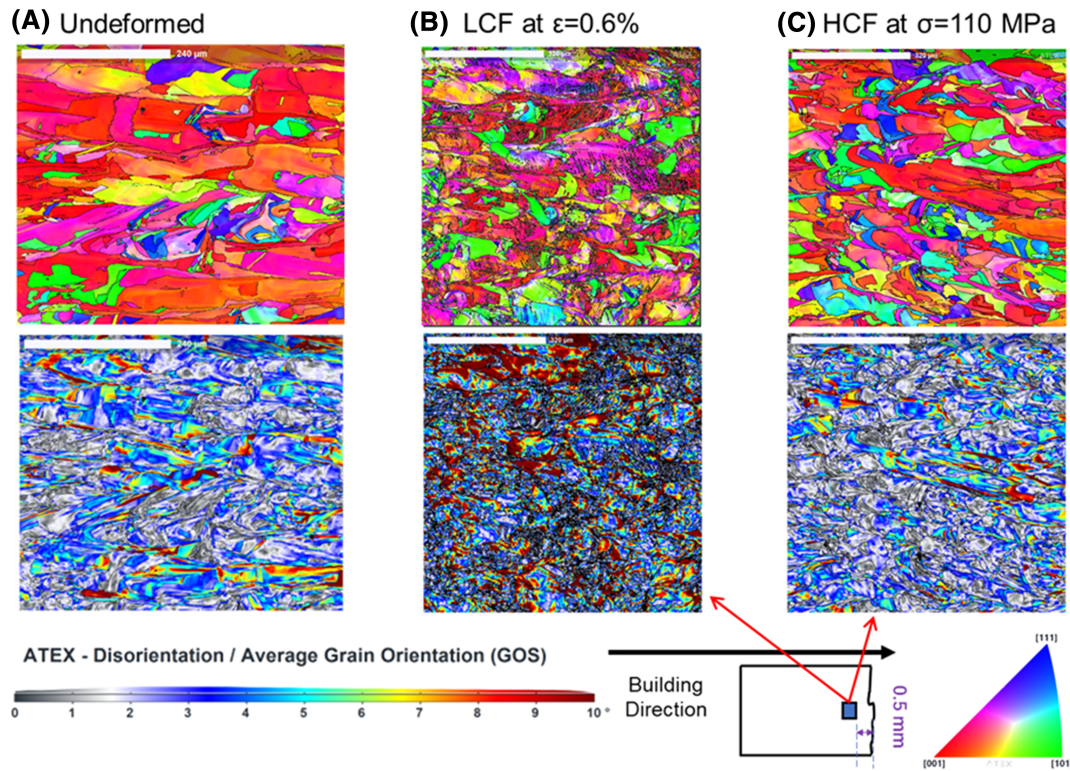 (A) Undeformed
(B) LCF at ε=0.6%
(C) HCF at σ=110 MPa
240 µm
ATEX - Disorientation / Average Grain Orientation (GOS)
0 1 2 3 4 5 6 7 8 9 10 °
Building
Direction
0.5 mm
[111]
[001]
ATEX
[101